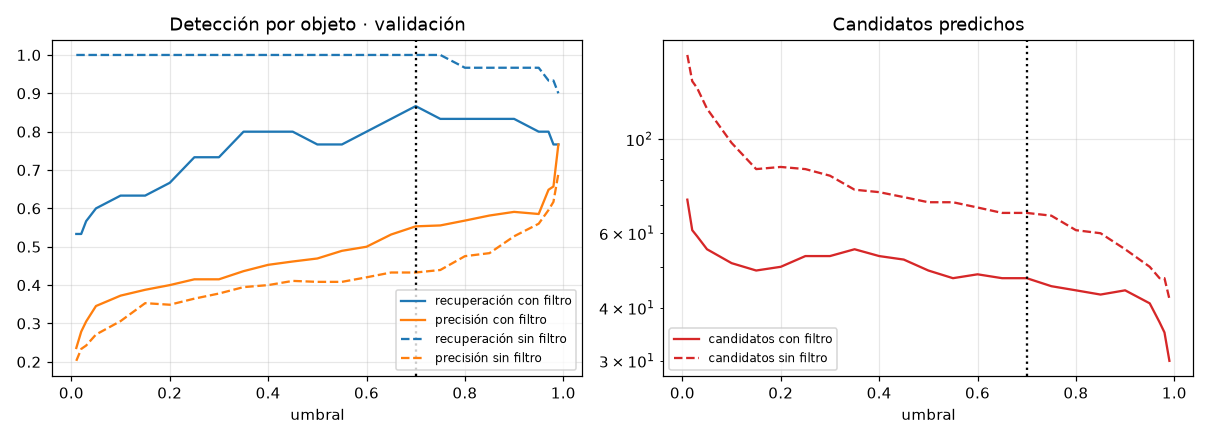 Detección por objeto · validación
1.0
0.9
0.8
0.7
0.6
0.5
0.4
0.3
0.2
0.0
0.2
0.4
0.6
0.8
1.0
umbral
recuperación con filtro
precisión con filtro
recuperación sin filtro
precisión sin filtro
Candidatos predichos
10²
6 × 10¹
4 × 10¹
3 × 10¹
0.0
0.2
0.4
0.6
0.8
1.0
umbral
candidatos con filtro
candidatos sin filtro